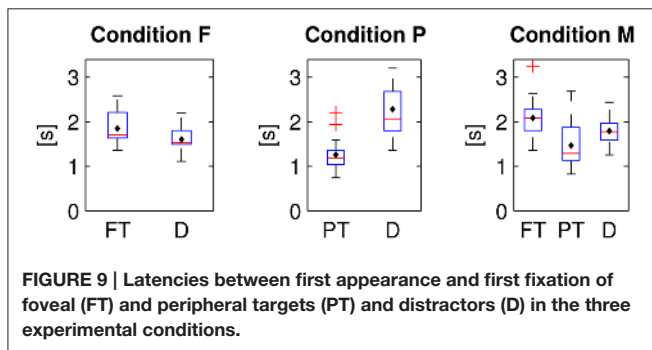 Condition F
Condition P
Condition M
[s]
3
2
1
0
FT D
[s]
3
2
1
0
PT D
[s]
3
2
1
0
FT PT D
FIGURE 9 | Latencies between first appearance and first fixation of
foveal (FT) and peripheral targets (PT) and distractors (D) in the three
experimental conditions.